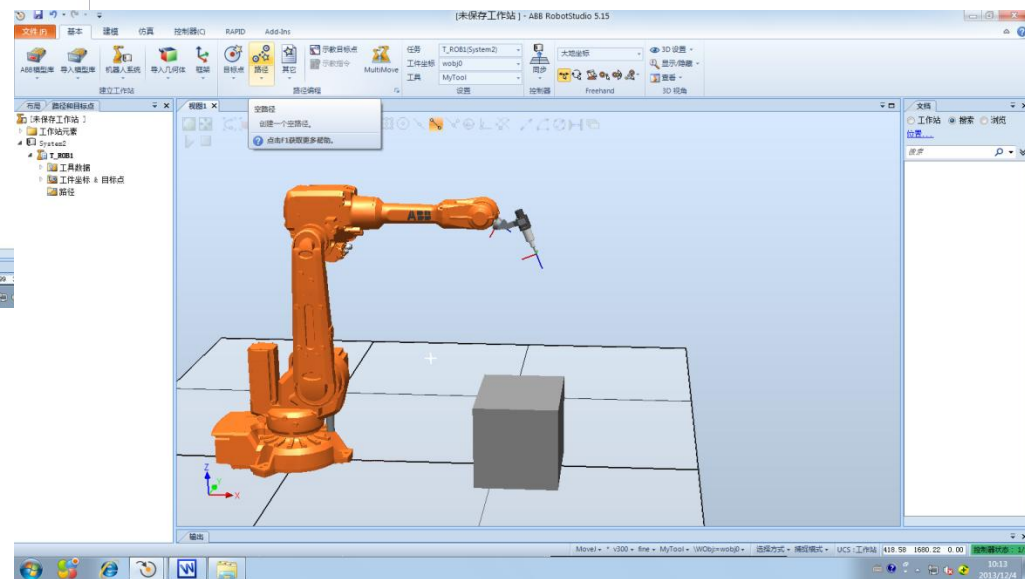 [未保存工作站] - ABB RobotStudio 5.15
文件(F) 基本 建模 仿真 控制器(C) RAPID Add-Ins
ABB模型库 导入模型库 机器人系统 导入几何体 框架 目标点 路径 其它 示教目标点 MultiMove 任务 T_ROB1(System2) 同步 大地坐标 3D 设置
示教指令 工件坐标 wobj0 显示/隐藏
工具 MyTool 查看
建立工作站 路径编程 设置 控制器 Freehand 3D 视角
布局 路径和目标点 视图1 文档
[未保存工作站] 空路径 工作站 搜索 浏览
工作站元素 创建一个空路径。 位置...
System2 点击F1获取更多帮助。 搜索
T_ROB1
工具数据
工件坐标 & 目标点
路径
ABB
Z
Y
X
输出
MoveJ * v300 fine MyTool \WObj:=wobj0 选择方式 捕捉模式 UCS:工作站 418.58 1680.22 0.00 控制器状态: 1/
10:13
2013/12/4